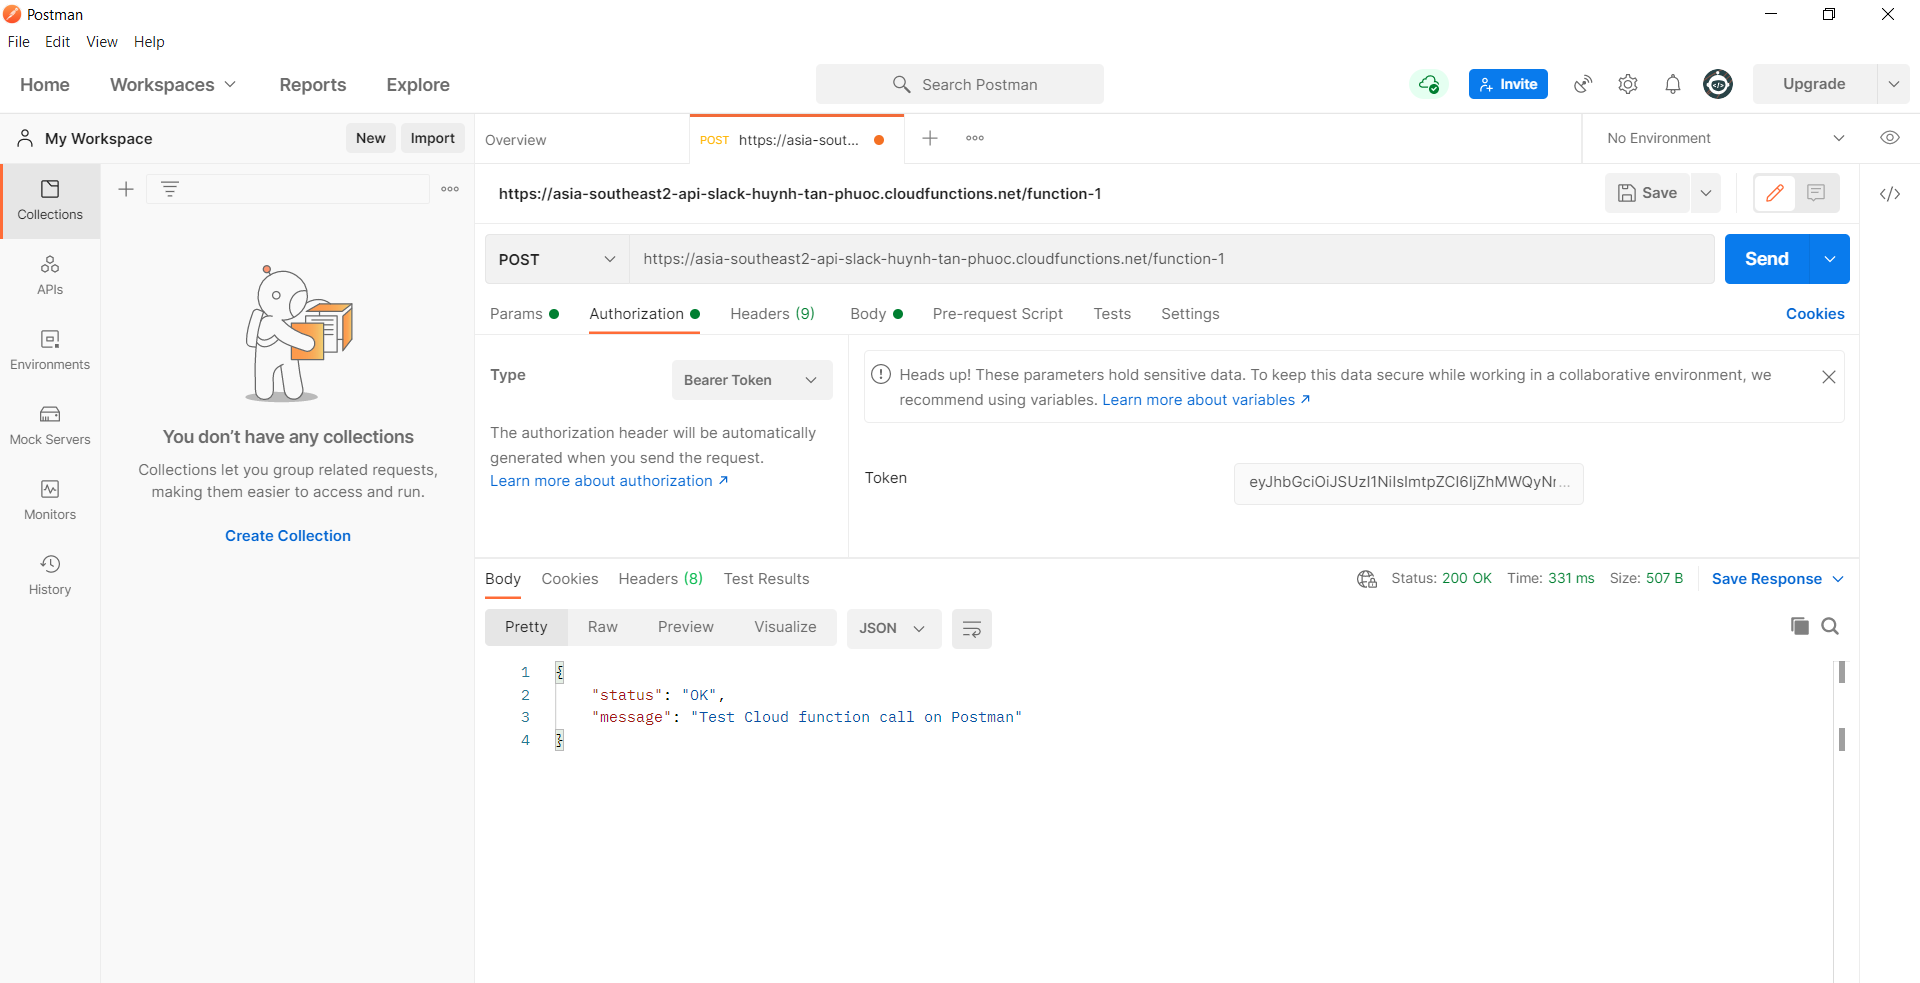 Postman
File Edit View Help
Home Workspaces Reports Explore Search Postman Invite Upgrade
My Workspace New Import Overview POST https://asia-sout... No Environment
Collections
https://asia-southeast2-api-slack-huynh-tan-phuoc.cloudfunctions.net/function-1 Save
POST https://asia-southeast2-api-slack-huynh-tan-phuoc.cloudfunctions.net/function-1 Send
APIs
Params Authorization Headers (9) Body Pre-request Script Tests Settings Cookies
Environments
Type Bearer Token
Heads up! These parameters hold sensitive data. To keep this data secure while working in a collaborative environment, we
recommend using variables. Learn more about variables
The authorization header will be automatically
generated when you send the request.
Learn more about authorization
Token
Mock Servers
You don’t have any collections
Collections let you group related requests,
making them easier to access and run.
Create Collection
Monitors
History
Body Cookies Headers (8) Test Results Status: 200 OK Time: 331 ms Size: 507 B Save Response
Pretty Raw Preview Visualize JSON
1 {
2 "status": "OK",
3 "message": "Test Cloud function call on Postman"
4 }